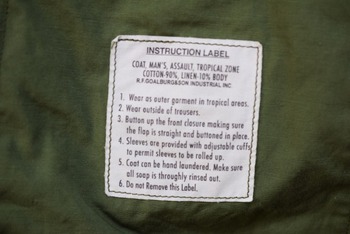 INSTRUCTION LABEL
COAT, MAN'S, ASSAULT, TROPICAL ZONE
COTTON-90%, LINEN-10% BODY
R.F.GOALBURG&SON INDUSTRIAL INC
1. Wear as outer garment in tropical areas.
2. Wear outside of trousers.
3. Button up the front closure making sure
the flap is straight and buttoned in place.
4. Sleeves are provided with adjustable cuffs
to permit sleeves to be rolled up.
5. Coat can be hand laundered. Make sure
all soap is throughly rinsed out.
6. Do not Remove this Label.